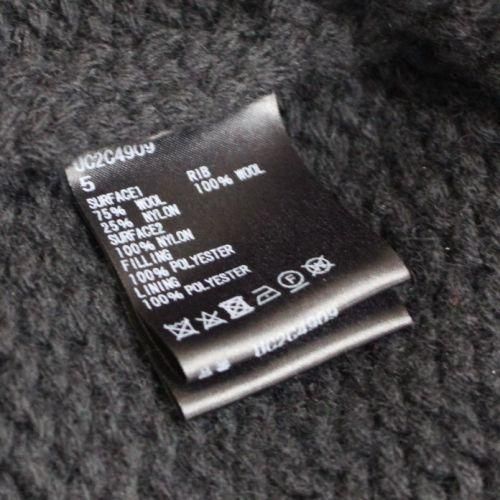 UC2C4909
5
SURFACE1
75% WOOL
25% NYLON
SURFACE2
100% NYLON
FILLING
100% POLYESTER
LINING
100% POLYESTER
RIB
100% WOOL
UC2C4909